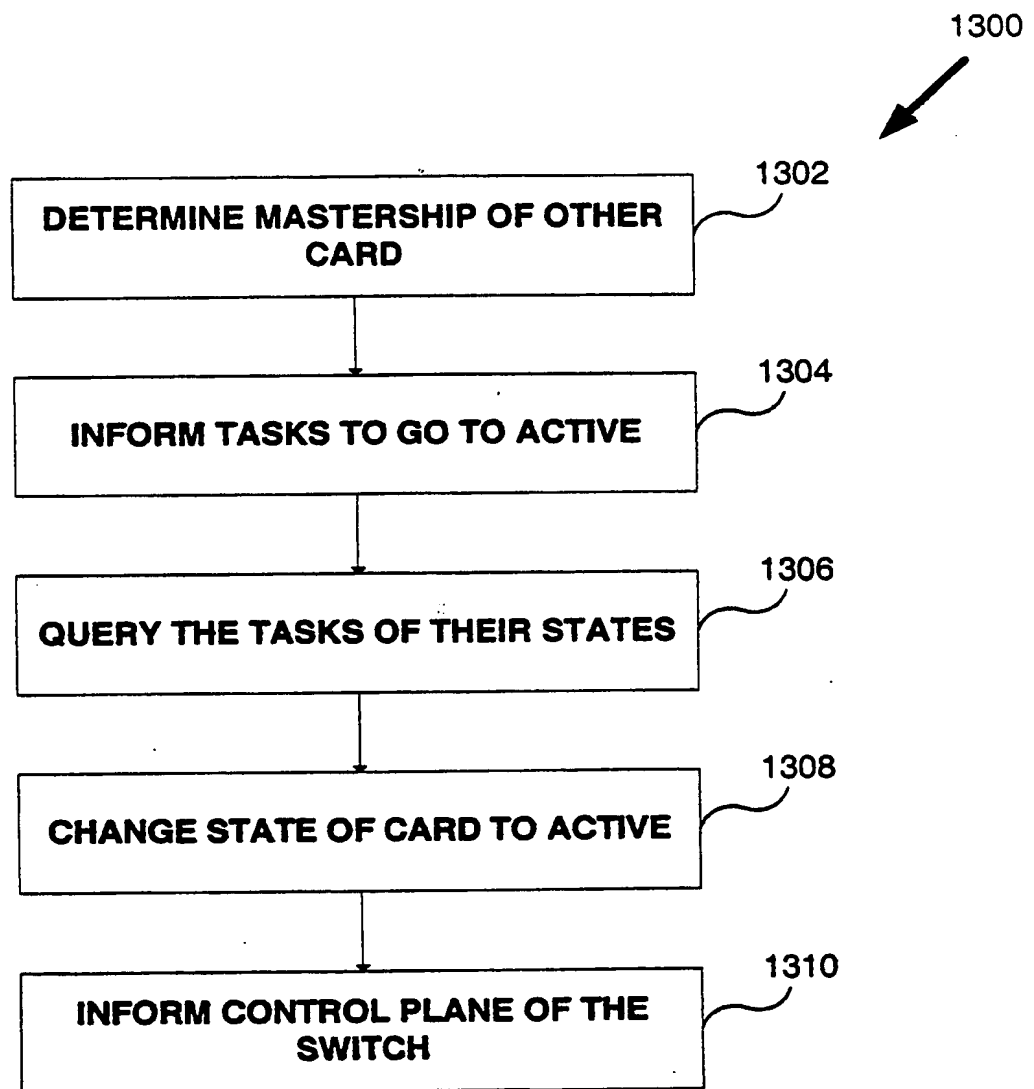 1300
1302
DETERMINE MASTERSHIP OF OTHER
CARD
1304
INFORM TASKS TO GO TO ACTIVE
1306
QUERY THE TASKS OF THEIR STATES
1308
CHANGE STATE OF CARD TO ACTIVE
1310
INFORM CONTROL PLANE OF THE
SWITCH